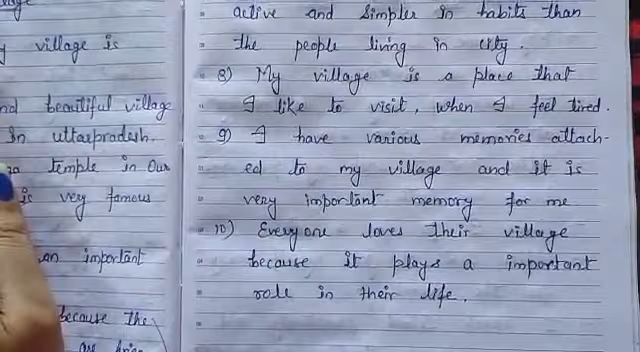 village is
beautiful village
in uttarpradesh.
temple in our
is very famous
important
because the
active and simpler in habits than
the people living in city.
8) My village is a place that
I like to visit, when I feel tired.
9) I have various memories attach-
ed to my village and it is
very important memory for me
10) Everyone loves their village
because it plays a important
role in their life.